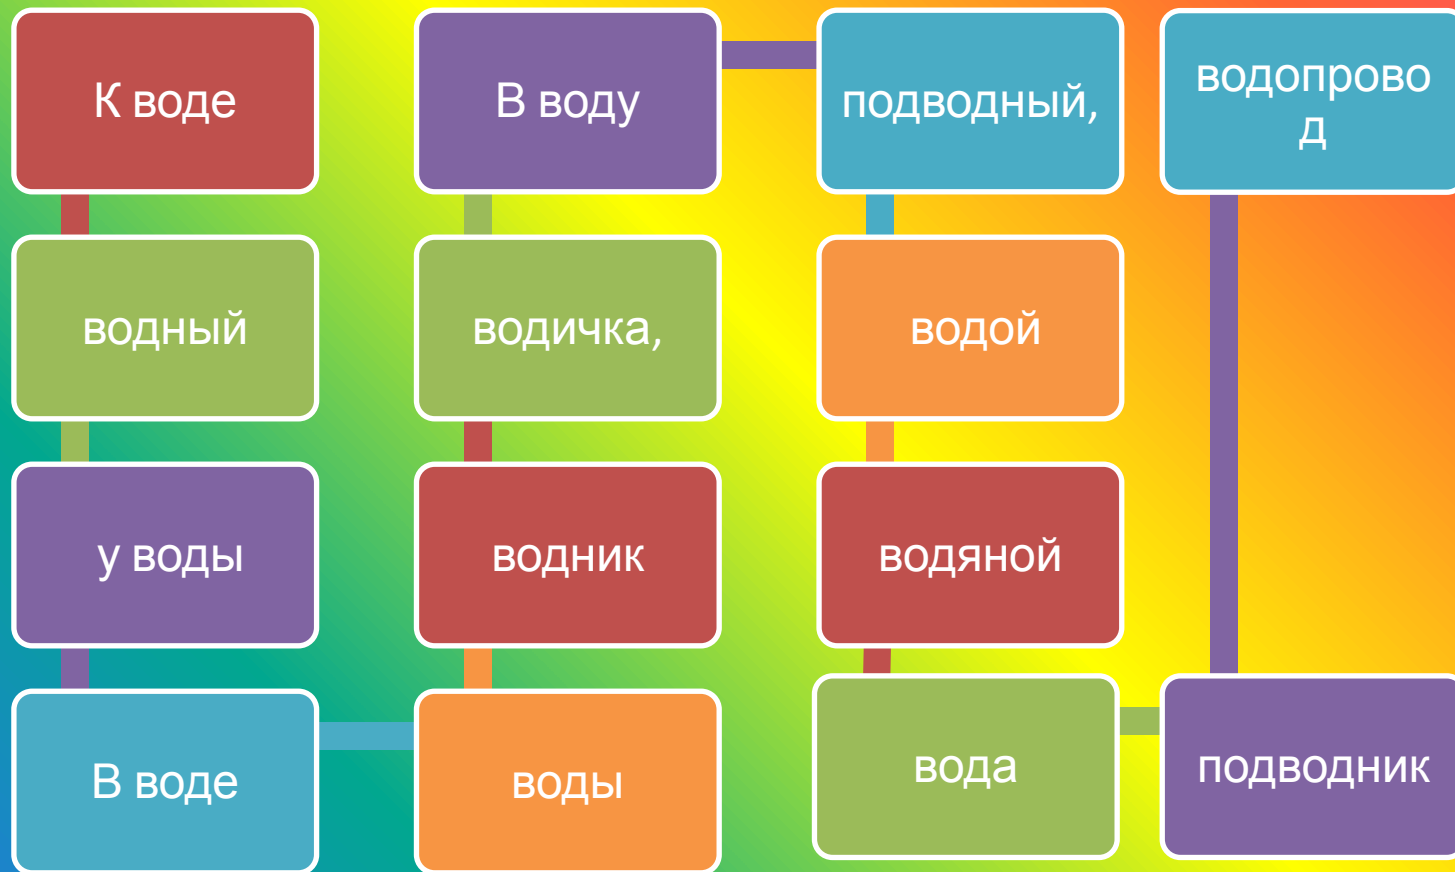 К воде
водный
у воды
В воде
воды
водник
водичка,
В воду
подводный,
водой
водяной
вода
подводник
водопрово
д